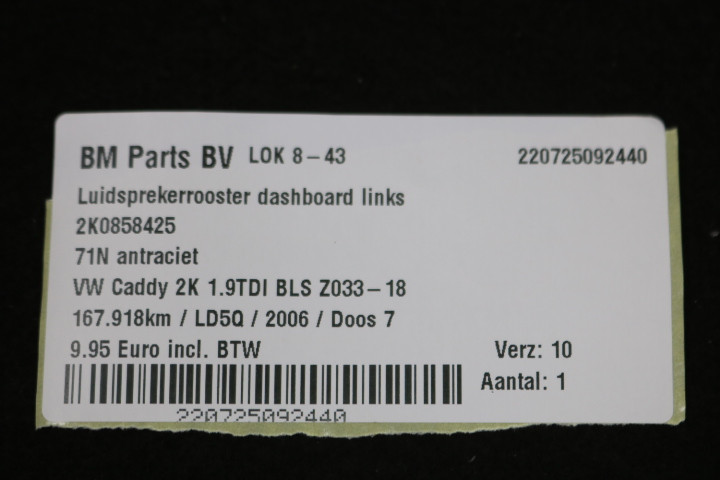 BM Parts BV LOK 8-43 220725092440
Luidsprekerrooster dashboard links
2K0858425
71N antraciet
VW Caddy 2K 1.9TDI BLS Z033-18
167.918km / LD5Q / 2006 / Doos 7
9.95 Euro incl. BTW Verz: 10
Aantal: 1
220725092440